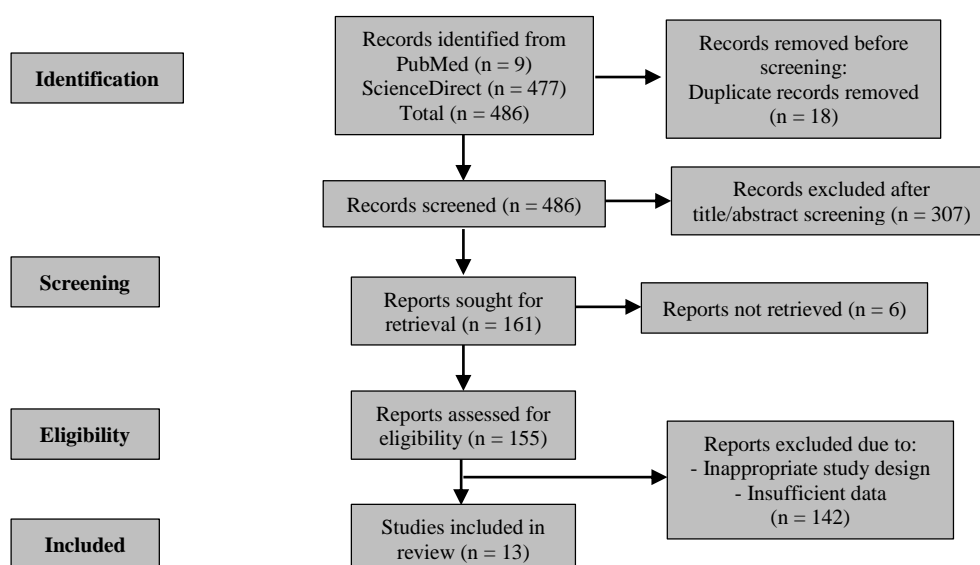 Identification
Records identified from
PubMed (n = 9)
ScienceDirect (n = 477)
Total (n = 486)
Records removed before
screening:
Duplicate records removed
(n = 18)
Records screened (n = 486)
Records excluded after
title/abstract screening (n = 307)
Screening
Reports sought for
retrieval (n = 161)
Reports not retrieved (n = 6)
Eligibility
Reports assessed for
eligibility (n = 155)
Reports excluded due to:
- Inappropriate study design
- Insufficient data
(n = 142)
Included
Studies included in
review (n = 13)